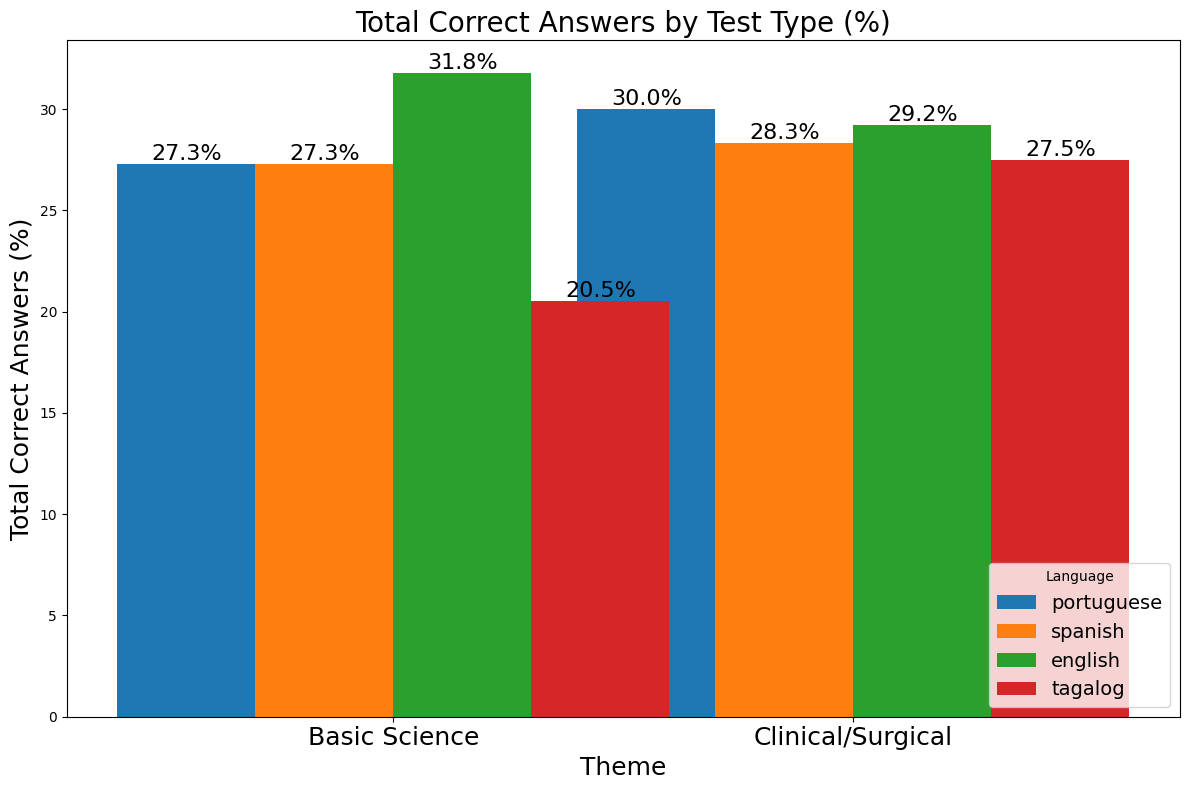 Total Correct Answers by Test Type (%)
Total Correct Answers (%)
30
25
20
15
10
5
0
27.3%
27.3%
31.8%
20.5%
30.0%
28.3%
29.2%
27.5%
Language
portuguese
spanish
english
tagalog
Basic Science
Clinical/Surgical
Theme